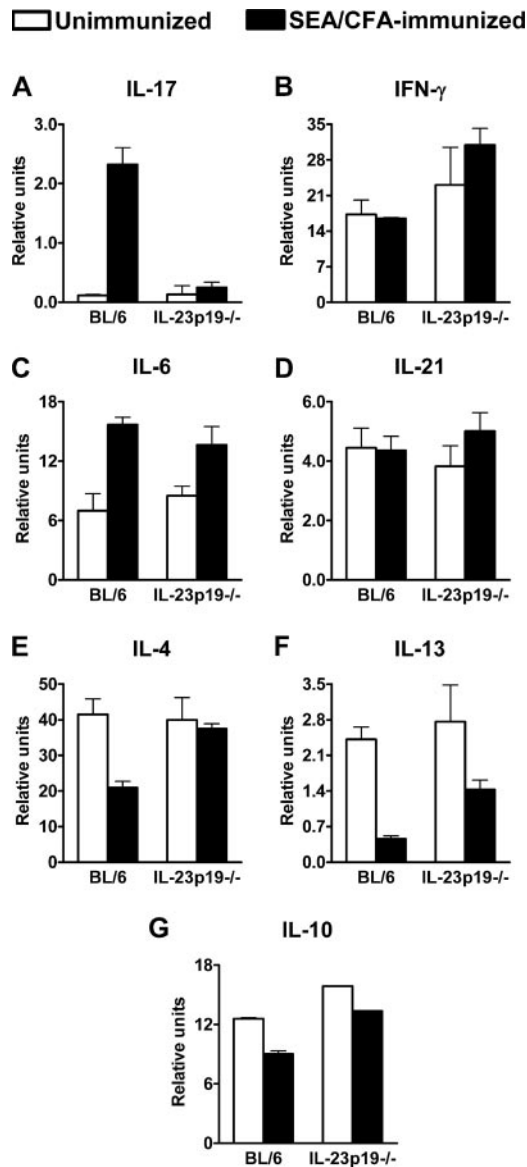 Unimmunized SEA/CFA-immunized
A IL-17
Relative units
3.0
2.0
1.0
0.0
BL/6 IL-23p19-/-
B IFN-γ
Relative units
35
28
21
14
7
0
BL/6 IL-23p19-/-
C IL-6
Relative units
18
12
6
0
BL/6 IL-23p19-/-
D IL-21
Relative units
6.0
4.0
2.0
0.0
BL/6 IL-23p19-/-
E IL-4
Relative units
50
40
30
20
10
0
BL/6 IL-23p19-/-
F IL-13
Relative units
3.5
2.8
2.1
1.4
0.7
0.0
BL/6 IL-23p19-/-
G IL-10
Relative units
18
12
6
0
BL/6 IL-23p19-/-